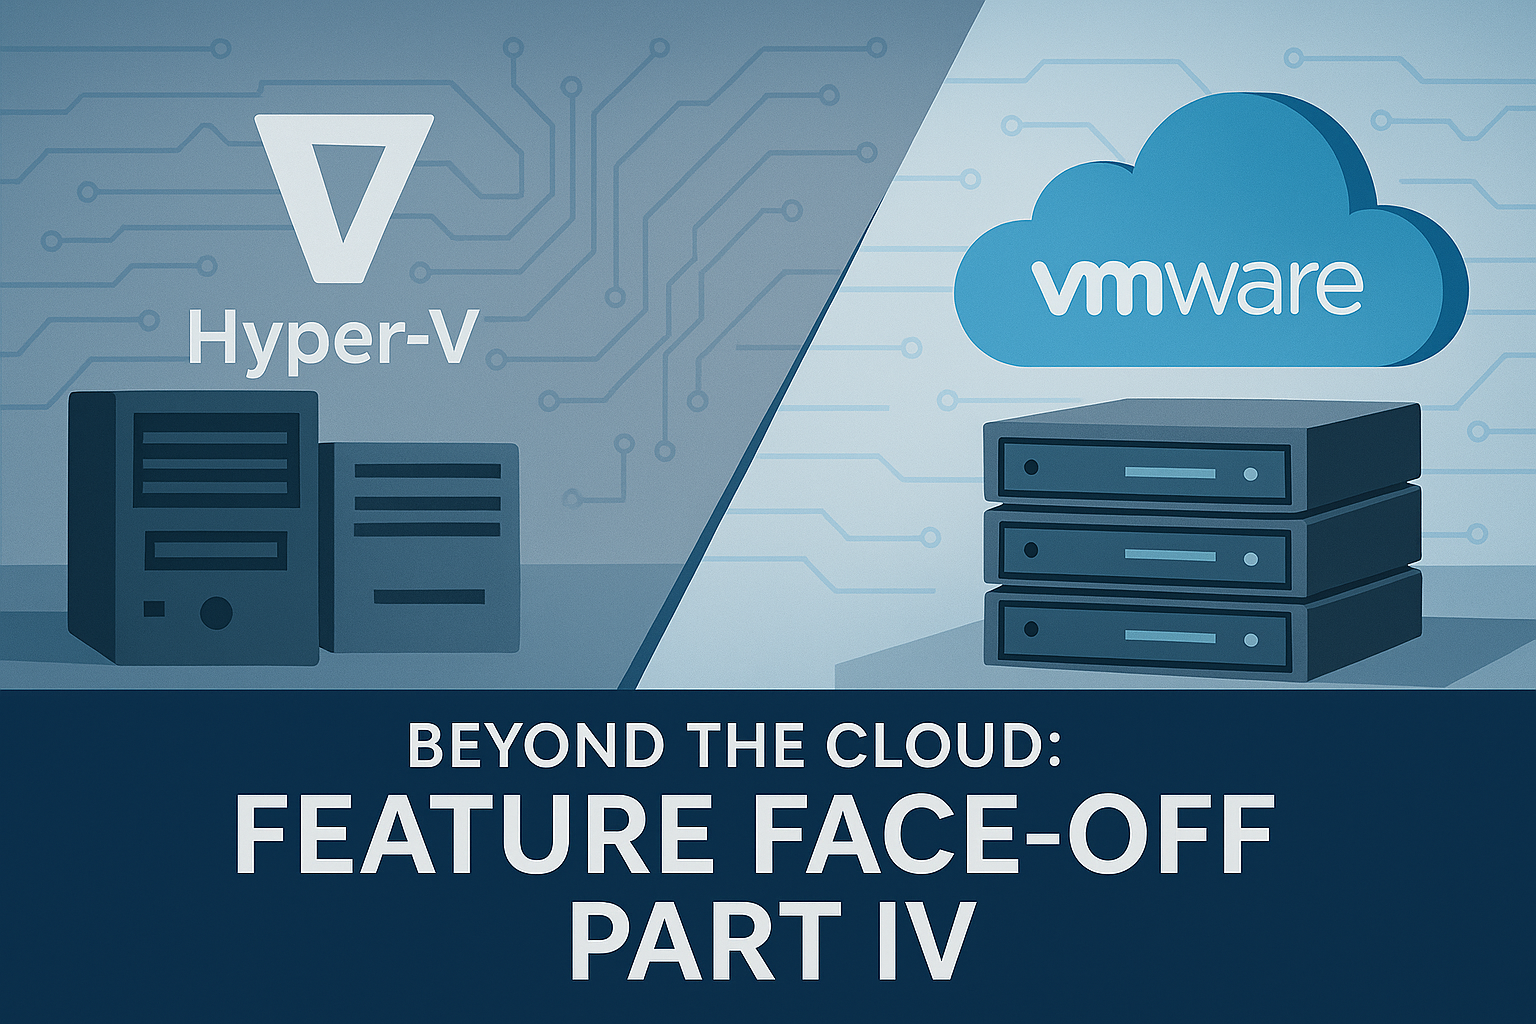 Hyper-V
vmware
BEYOND THE CLOUD:
FEATURE FACE-OFF
PART IV